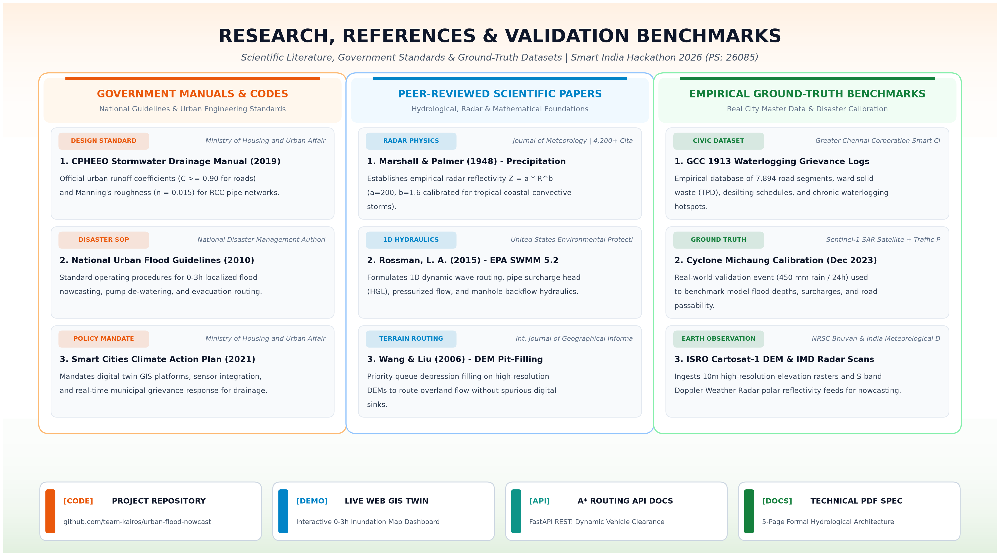 RESEARCH, REFERENCES & VALIDATION BENCHMARKS
Scientific Literature, Government Standards & Ground-Truth Datasets | Smart India Hackathon 2026 (PS: 26085)
GOVERNMENT MANUALS & CODES
National Guidelines & Urban Engineering Standards
DESIGN STANDARD
Ministry of Housing and Urban Affair
1. CPHEEO Stormwater Drainage Manual (2019)
Official urban runoff coefficients (C >= 0.90 for roads)
and Manning's roughness (n = 0.015) for RCC pipe networks.
DISASTER SOP
National Disaster Management Authori
2. National Urban Flood Guidelines (2010)
Standard operating procedures for 0-3h localized flood
nowcasting, pump de-watering, and evacuation routing.
POLICY MANDATE
Ministry of Housing and Urban Affair
3. Smart Cities Climate Action Plan (2021)
Mandates digital twin GIS platforms, sensor integration,
and real-time municipal grievance response for drainage.
PEER-REVIEWED SCIENTIFIC PAPERS
Hydrological, Radar & Mathematical Foundations
RADAR PHYSICS
Journal of Meteorology | 4,200+ Cita
1. Marshall & Palmer (1948) - Precipitation
Establishes empirical radar reflectivity Z = a * R^b
(a=200, b=1.6 calibrated for tropical coastal convective
storms).
1D HYDRAULICS
United States Environmental Protecti
2. Rossman, L. A. (2015) - EPA SWMM 5.2
Formulates 1D dynamic wave routing, pipe surcharge head
(HGL), pressurized flow, and manhole backflow hydraulics.
TERRAIN ROUTING
Int. Journal of Geographical Informa
3. Wang & Liu (2006) - DEM Pit-Filling
Priority-queue depression filling on high-resolution
DEMs to route overland flow without spurious digital
sinks.
EMPIRICAL GROUND-TRUTH BENCHMARKS
Real City Master Data & Disaster Calibration
CIVIC DATASET
Greater Chennai Corporation Smart Ci
1. GCC 1913 Waterlogging Grievance Logs
Empirical database of 7,894 road segments, ward solid
waste (TPD), desilting schedules, and chronic waterlogging
hotspots.
GROUND TRUTH
Sentinel-1 SAR Satellite + Traffic P
2. Cyclone Michaung Calibration (Dec 2023)
Real-world validation event (450 mm rain / 24h) used
to benchmark model flood depths, surcharges, and road
passability.
EARTH OBSERVATION
NRSC Bhuvan & India Meteorological D
3. ISRO Cartosat-1 DEM & IMD Radar Scans
Ingests 10m high-resolution elevation rasters and S-band
Doppler Weather Radar polar reflectivity feeds for nowcasting.
[CODE] PROJECT REPOSITORY
github.com/team-kairos/urban-flood-nowcast
[DEMO] LIVE WEB GIS TWIN
Interactive 0-3h Inundation Map Dashboard
[API] A* ROUTING API DOCS
FastAPI REST: Dynamic Vehicle Clearance
[DOCS] TECHNICAL PDF SPEC
5-Page Formal Hydrological Architecture